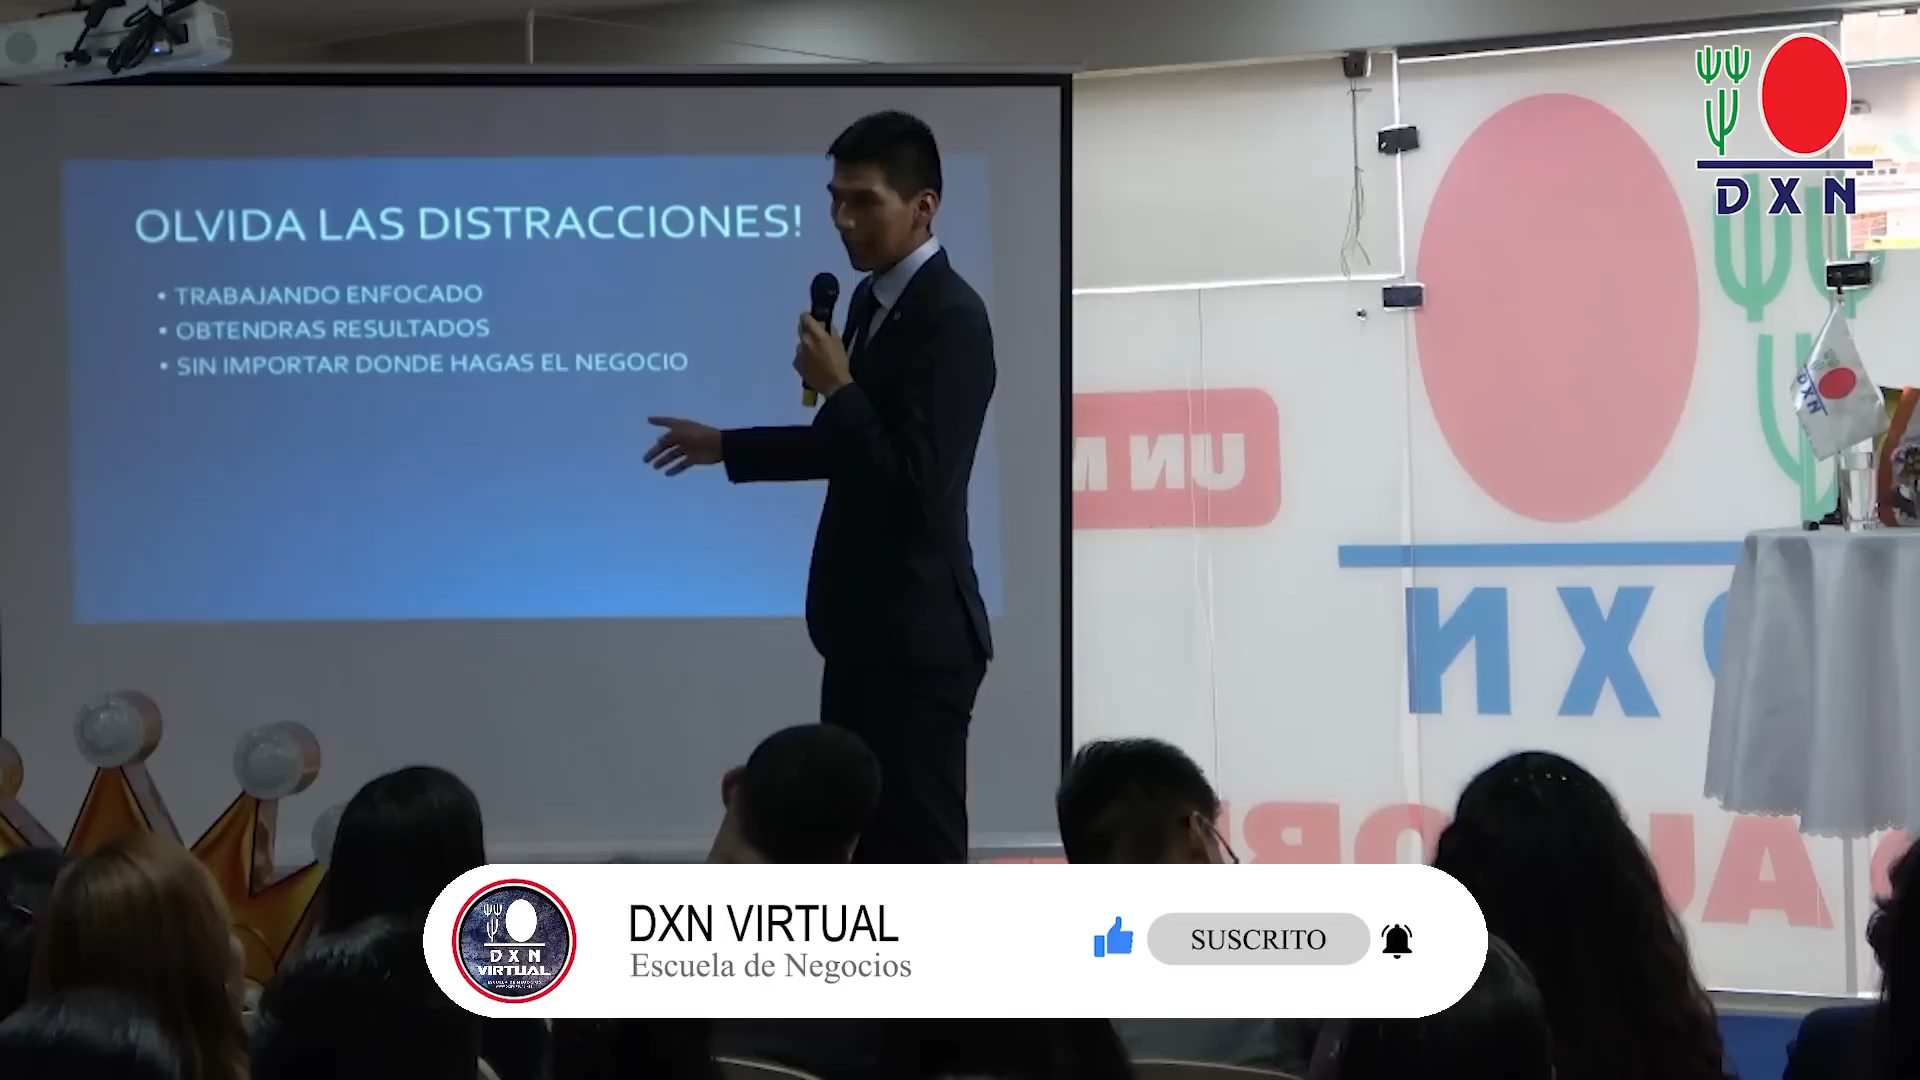 OLVIDA LAS DISTRACCIONES!
• TRABAJANDO ENFOCADO
• OBTENDRAS RESULTADOS
• SIN IMPORTAR DONDE HAGAS EL NEGOCIO
DXN
DXN
UN M
DXN
DXN
VIRTUAL
DXN VIRTUAL
Escuela de Negocios
SUSCRITO